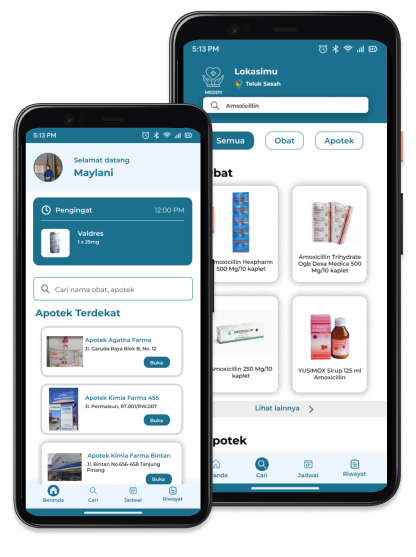 5:13 PM
Selamat datang
Maylani
Pengingat
12:00 PM
Valdres
1 x 25mg
Cari nama obat, apotek
Apotek Terdekat
Apotek Agatha Farma
Jl. Garuda Raya Blok B, No. 12
Buka
Apotek Kimia Farma 455
Jl. Permaisuri, RT.001/RW.007
Buka
Apotek Kimia Farma Bintan
Jl. Bintan No.656-658 Tanjung
Pinang
Buka
Beranda
Cari
Jadwal
Riwayat
5:13 PM
MEDDY
Lokasimu
Teluk Sasah
Amoxicillin
Semua
Obat
Apotek
bat
moxicillin Hexpharm
500 Mg/10 kaplet
Amoxicillin Trihydrate
Ogb Dexa Medica 500
Mg/10 kaplet
moxicillin 250 Mg/10
kaplet
YUSIMOX Sirup 125 ml
Amoxicillin
Lihat lainnya
potek
randa
Cari
Jadwal
Riwayat